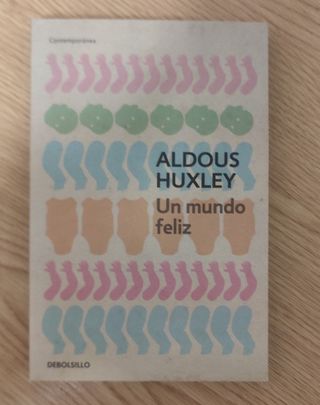 Contemporánea
ALDOUS
HUXLEY
Un mundo
feliz
DEBOLSILLO